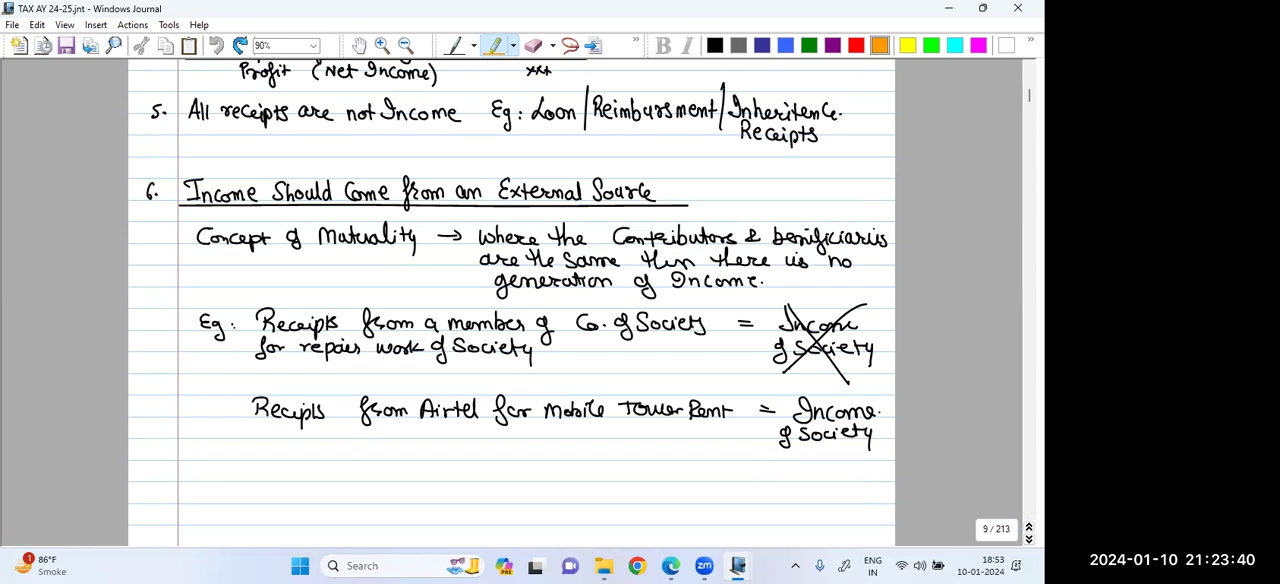 TAX AY 24-25.jnt - Windows Journal
File Edit View Insert Actions Tools Help
90%
Profit (Net Income) xxx
5. All receipts are not Income Eg: Loan / Reimbursment / Inheritence.
Receipts
6. Income Should Come from an External Source
Concept of Mutuality → where the Contributors & benificiaris
are the same then there is no
generation of Income.
Eg: Receipts from a member of Co. of Society = Income
for repair work of Society of Society
Recipts from Airtel for Mobile Tower Rent = Income.
of Society
9 / 213
2024-01-10 21:23:40
1
86°F
Smoke
Search
PRE
zm
ENG
IN
18:53
10-01-2024